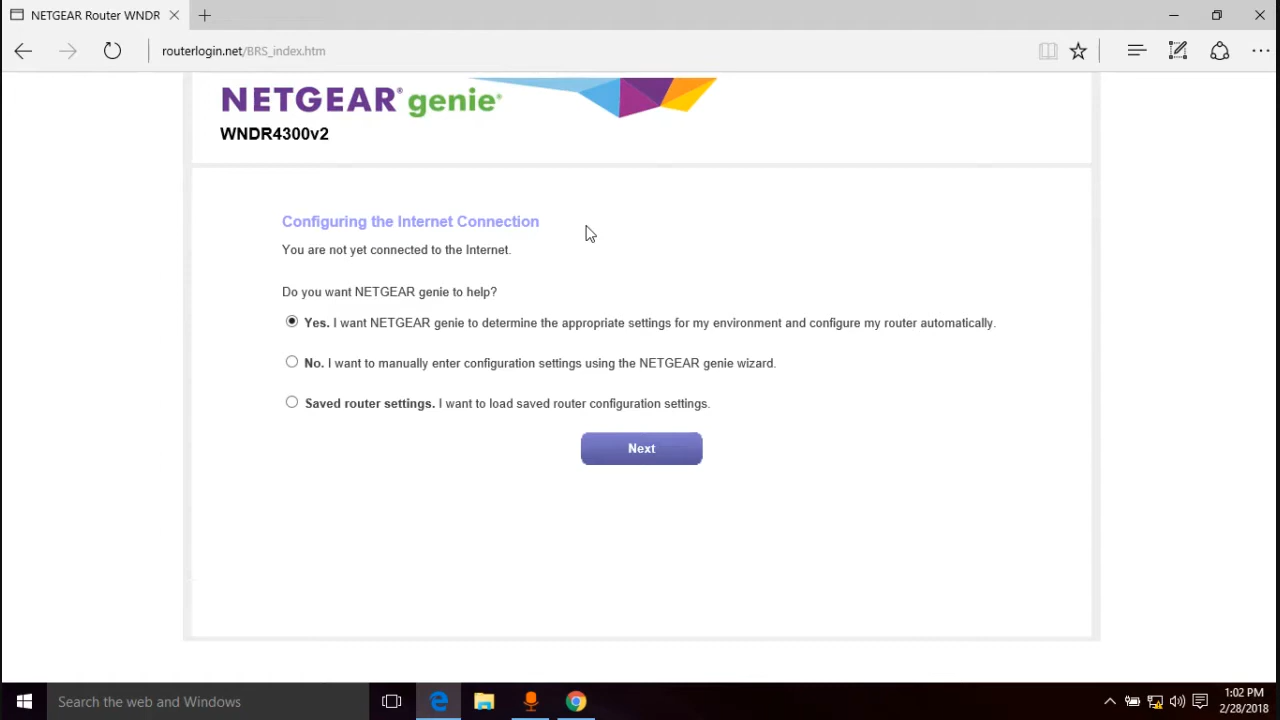 NETGEAR Router WNDR
routerlogin.net/BRS_index.htm
NETGEAR® genie®
WNDR4300v2
Configuring the Internet Connection
You are not yet connected to the Internet.
Do you want NETGEAR genie to help?
Yes. I want NETGEAR genie to determine the appropriate settings for my environment and configure my router automatically.
No. I want to manually enter configuration settings using the NETGEAR genie wizard.
Saved router settings. I want to load saved router configuration settings.
Next
Search the web and Windows
1:02 PM
2/28/2018